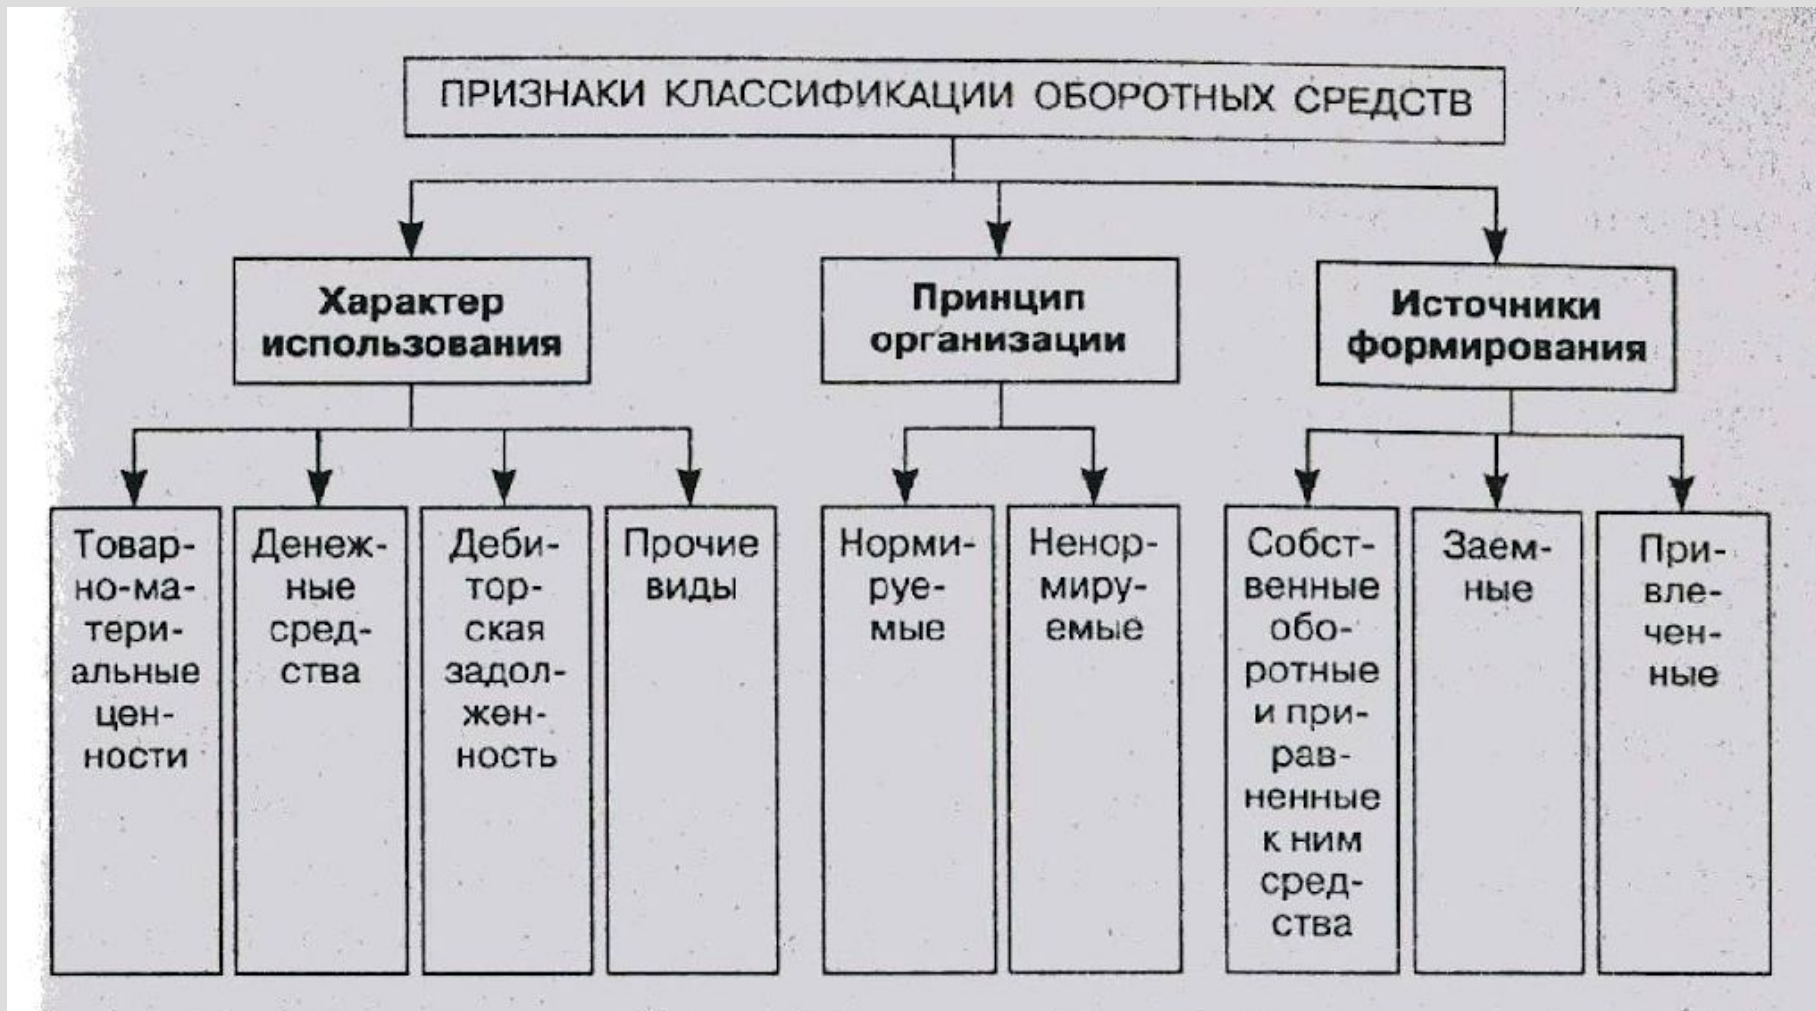 ПРИЗНАКИ КЛАССИФИКАЦИИ ОБОРОТНЫХ СРЕДСТВ
Характер
использования
Принцип
организации
Источники
формирования
Товар-
но-ма-
тери-
альные
цен-
ности
Денеж-
ные
сред-
ства
Деби-
тор-
ская
задол-
жен-
ность
Прочие
виды
Норми-
руе-
мые
Ненор-
мируе-
емые
Собст-
венные
обо-
ротные
и при-
рав-
ненные
к ним
сред-
ства
Заем-
ные
При-
вле-
чен-
ные